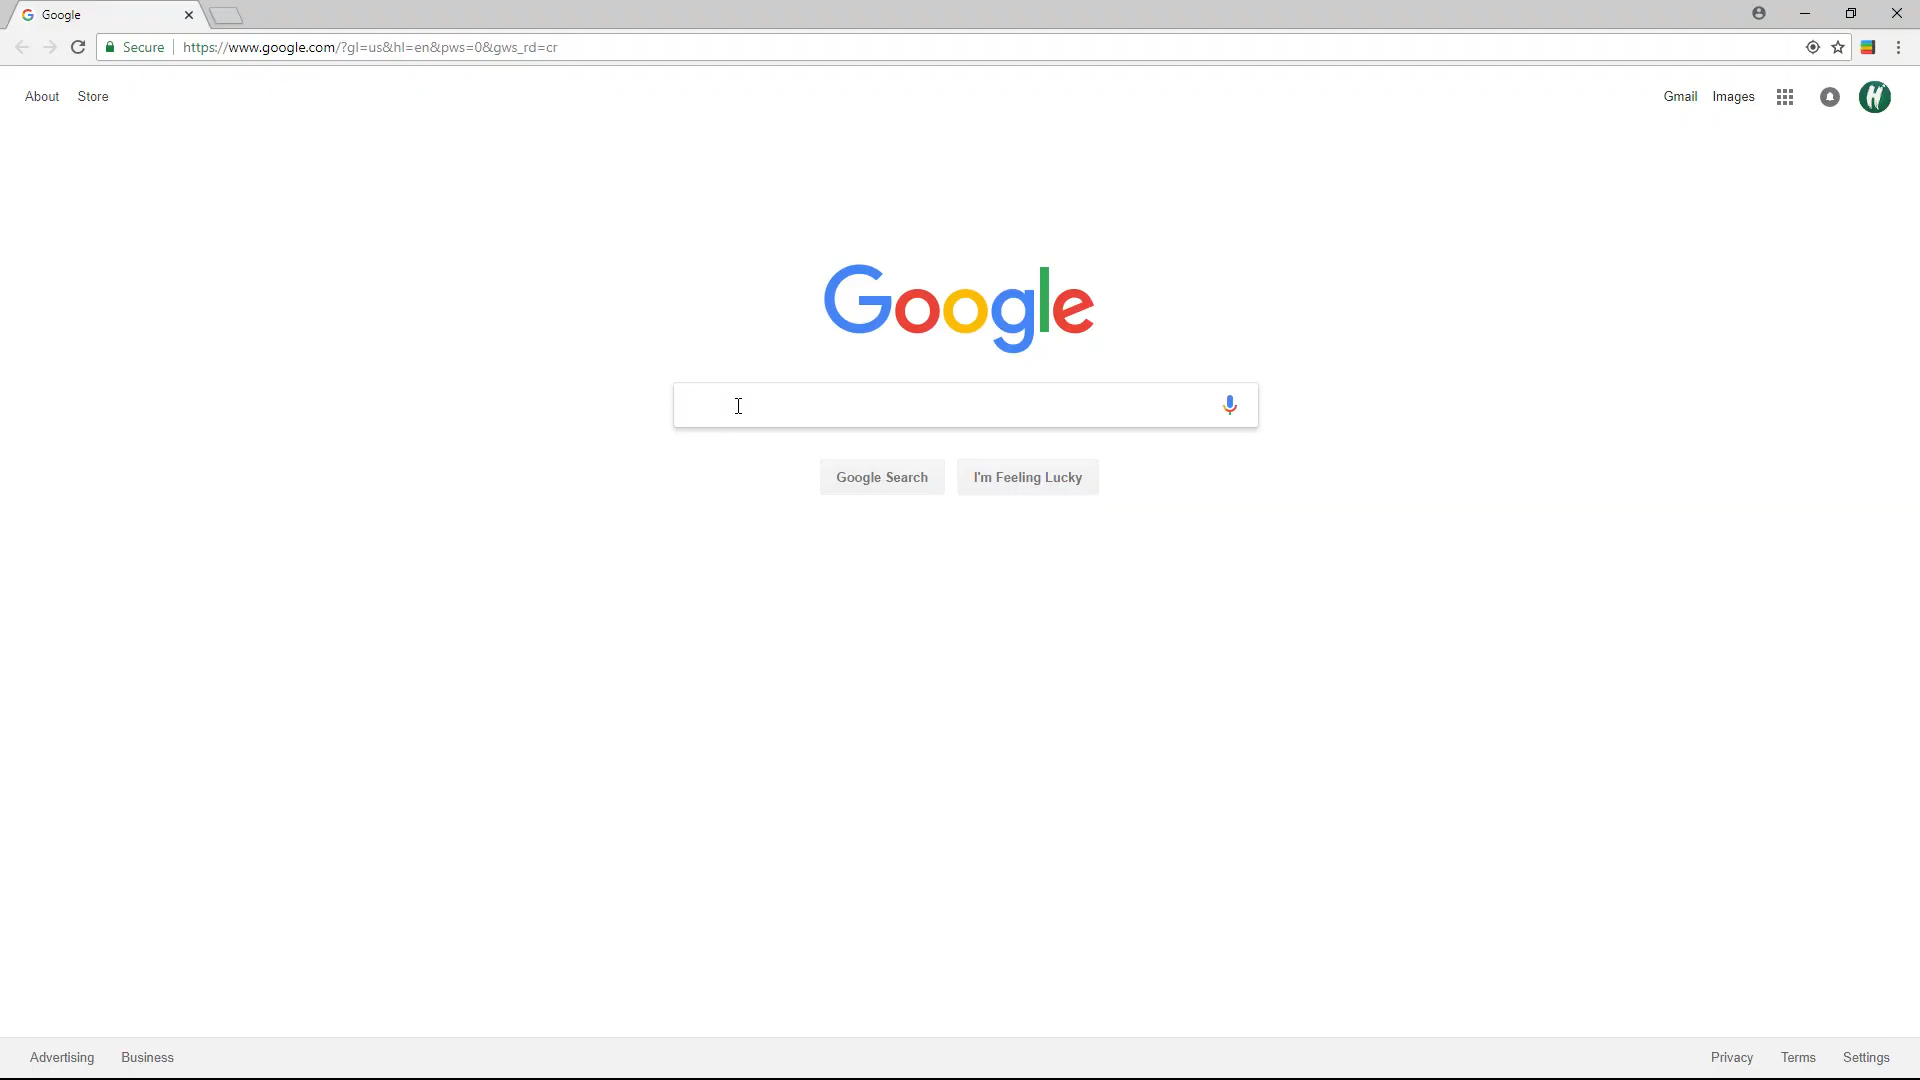 Google
Secure https://www.google.com/?gl=us&hl=en&pws=0&gws_rd=cr
About Store Gmail Images H
Google
Google Search I'm Feeling Lucky
Advertising Business Privacy Terms Settings